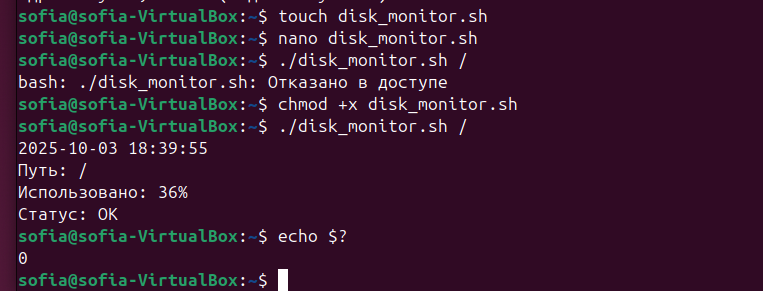 sofia@sofia-VirtualBox:~$ touch disk_monitor.sh
sofia@sofia-VirtualBox:~$ nano disk_monitor.sh
sofia@sofia-VirtualBox:~$ ./disk_monitor.sh /
bash: ./disk_monitor.sh: Отказано в доступе
sofia@sofia-VirtualBox:~$ chmod +x disk_monitor.sh
sofia@sofia-VirtualBox:~$ ./disk_monitor.sh /
2025-10-03 18:39:55
Путь: /
Использовано: 36%
Статус: OK
sofia@sofia-VirtualBox:~$ echo $?
0
sofia@sofia-VirtualBox:~$